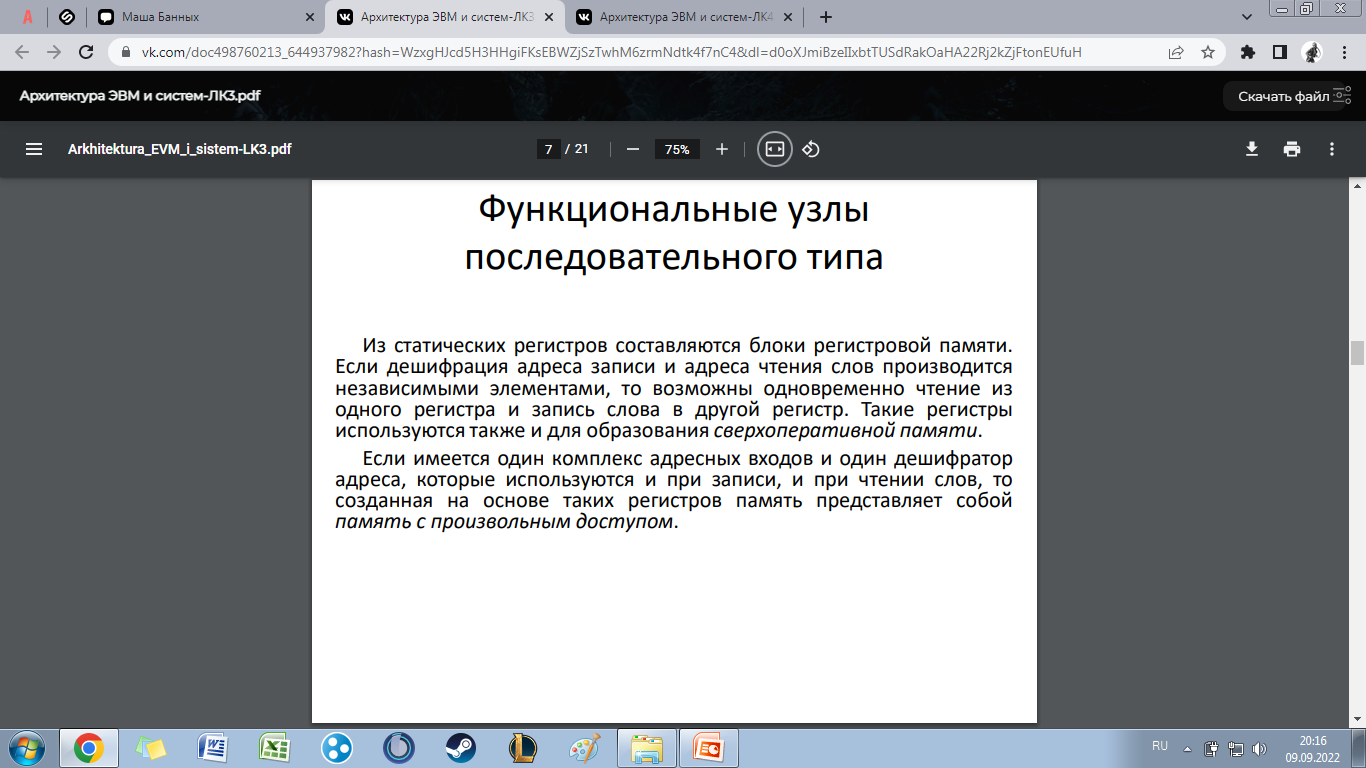 Маша Банных
Архитектура ЭВМ и систем-ЛК3
Архитектура ЭВМ и систем-ЛК4
vk.com/doc498760213_644937982?hash=WzxgHJcd5H3HHgiFKsEBWZjSzTwhM6zrmNdtk4f7nC4&dl=d0oXJmiBzeIIxbtTUSdRakOaHA22Rj2kZjFtonEUfuH
Архитектура ЭВМ и систем-ЛК3.pdf
Скачать файл
Arkhitektura_EVM_i_sistem-LK3.pdf
7 / 21
75%
Функциональные узлы
последовательного типа
Из статических регистров составляются блоки регистровой памяти.
Если дешифрация адреса записи и адреса чтения слов производится
независимыми элементами, то возможны одновременно чтение из
одного регистра и запись слова в другой регистр. Такие регистры
используются также и для образования сверхоперативной памяти.
Если имеется один комплекс адресных входов и один дешифратор
адреса, которые используются и при записи, и при чтении слов, то
созданная на основе таких регистров память представляет собой
память с произвольным доступом.
RU
20:16
09.09.2022